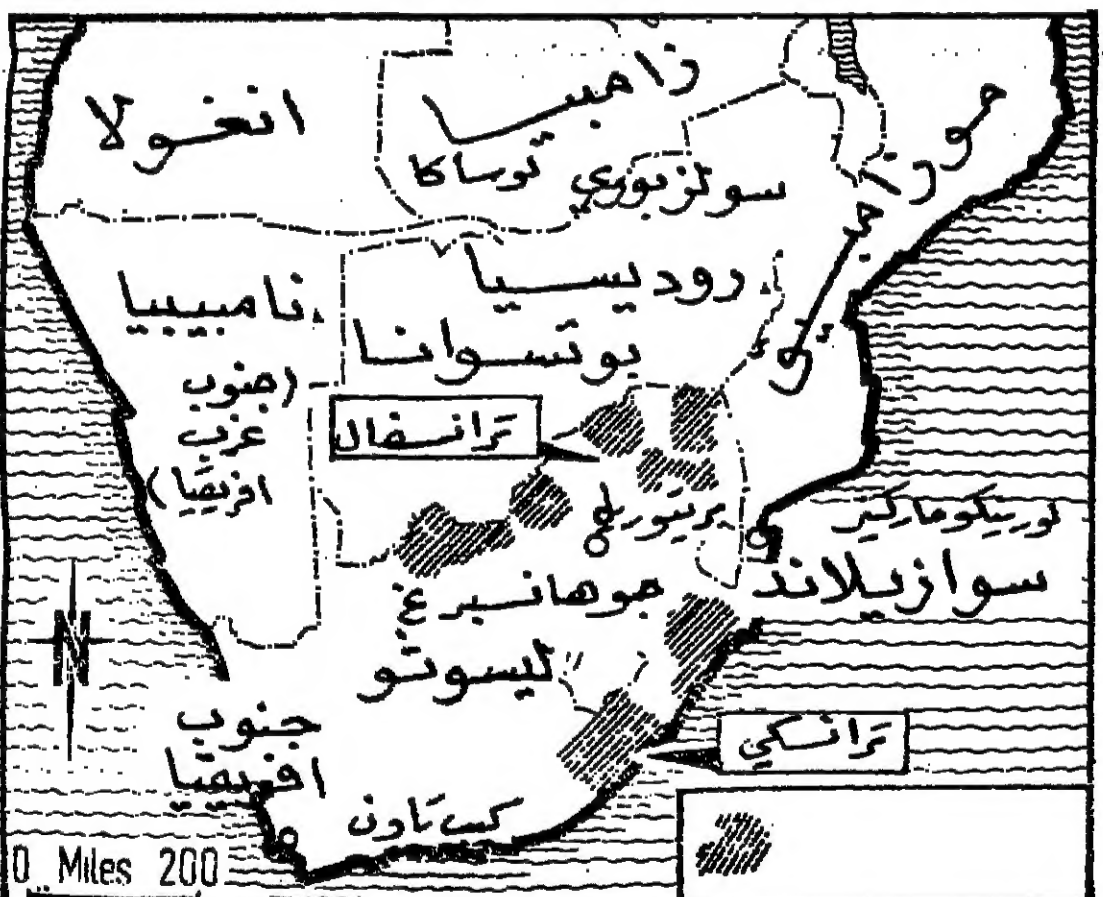 زامبيا
انغولا
موزامبيق
لوساكا
سولزبوري
روديسيا
نامبيبيا
بوتسوانا
(جنوب
غرب
افريقيا)
ترانسفال
بريتوريا
لورينكو ماركيز
سوازيلاند
جوهانسبرغ
ليسوتو
جنوب
افريقيا
ترانسكي
كيب تاون
N
0 Miles 200